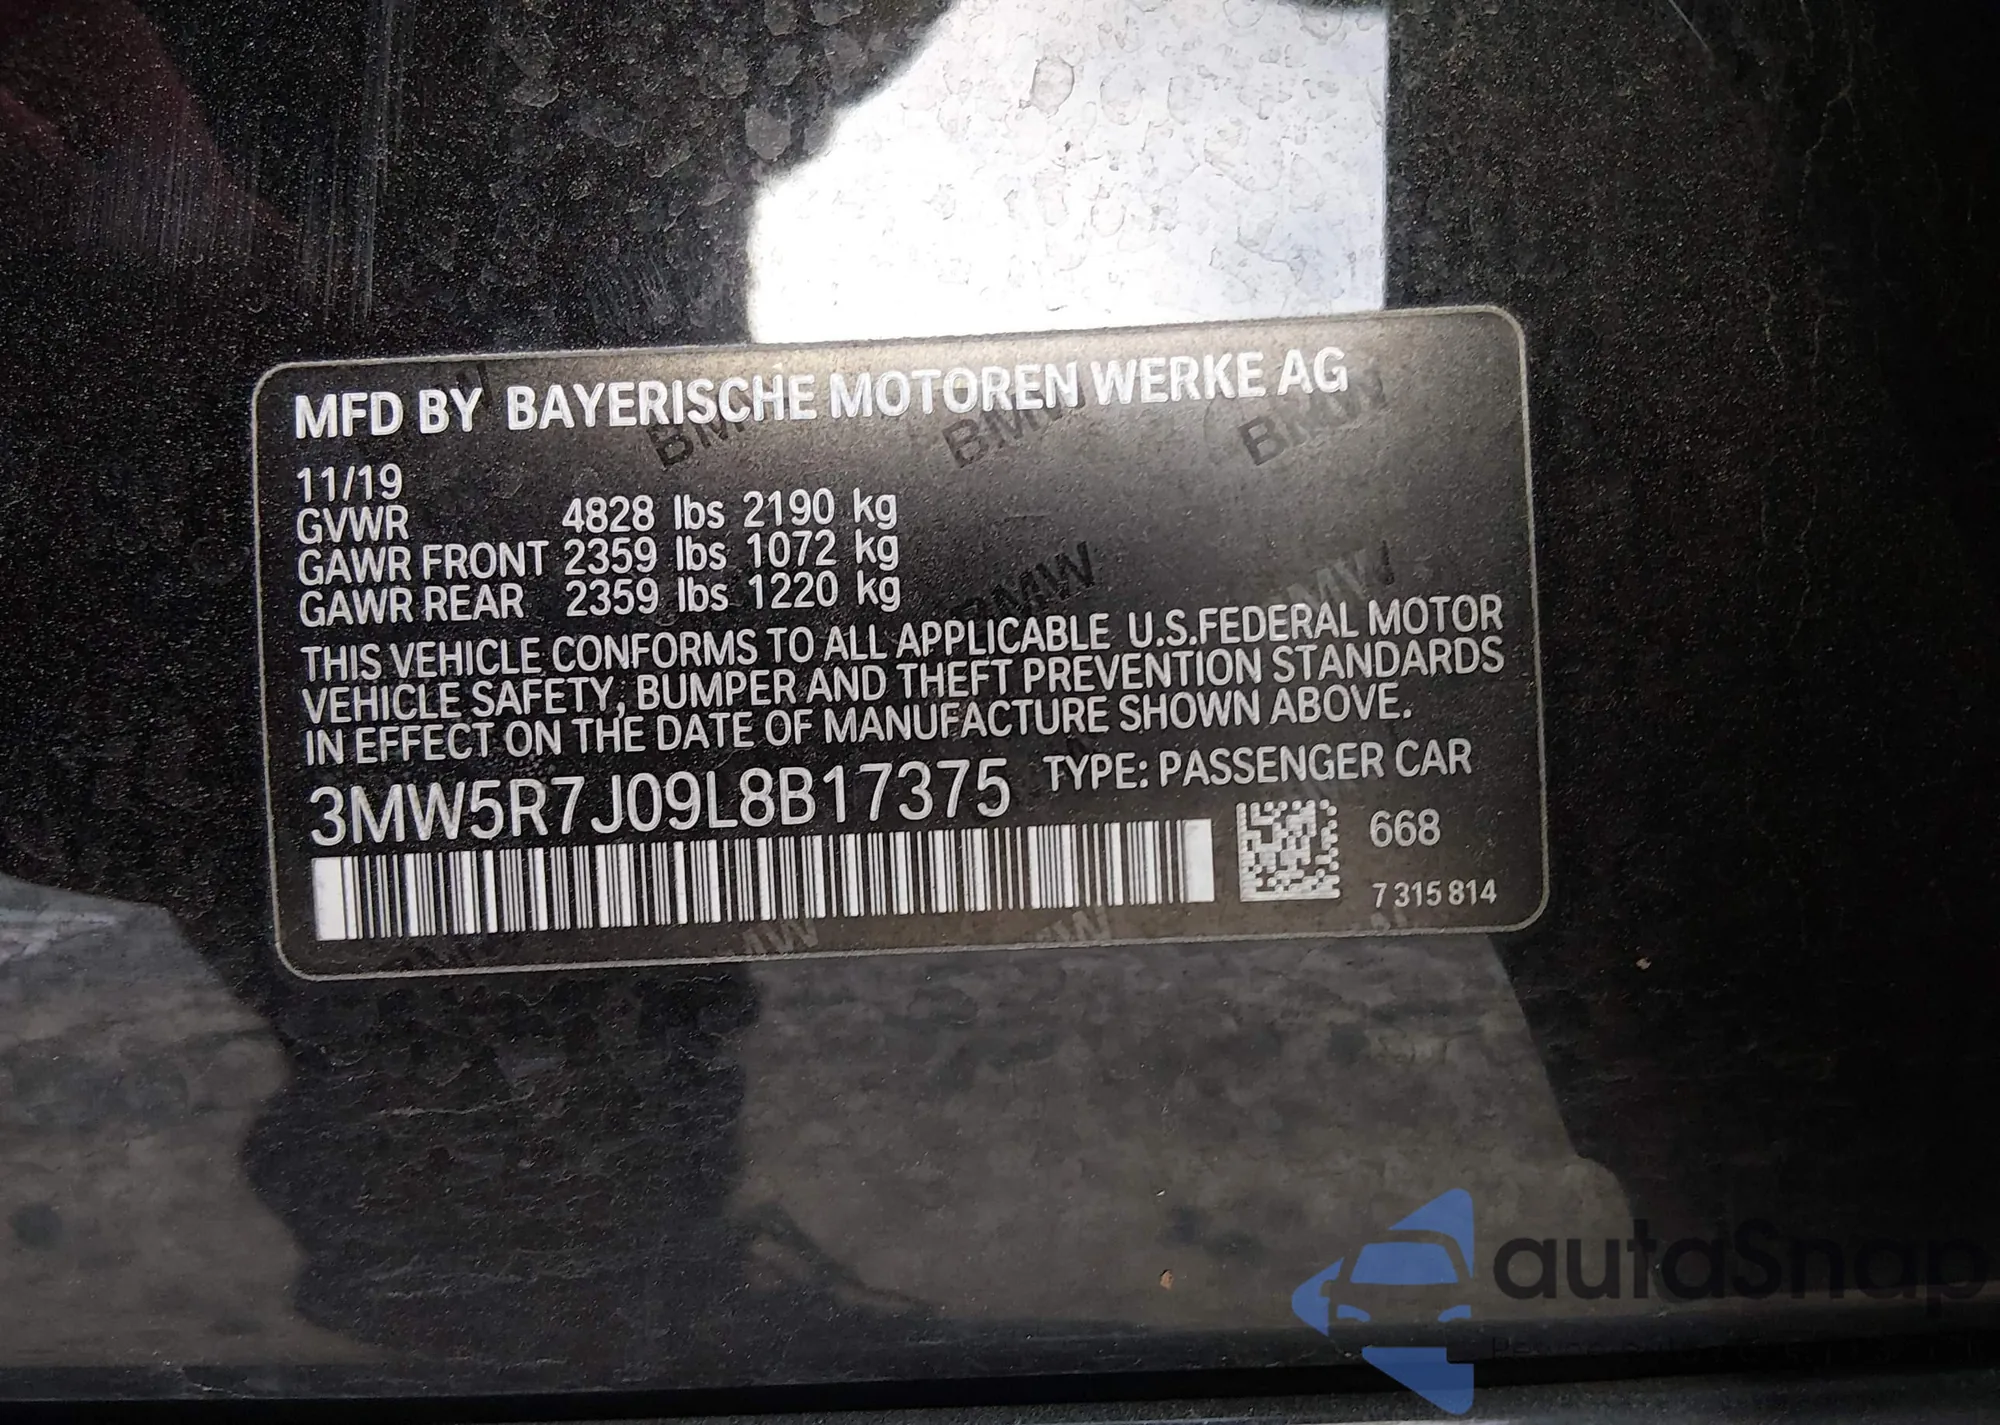 MFD BY BAYERISCHE MOTOREN WERKE AG
11/19
GVWR 4828 lbs 2190 kg
GAWR FRONT 2359 lbs 1072 kg
GAWR REAR 2359 lbs 1220 kg
THIS VEHICLE CONFORMS TO ALL APPLICABLE U.S.FEDERAL MOTOR
VEHICLE SAFETY, BUMPER AND THEFT PREVENTION STANDARDS
IN EFFECT ON THE DATE OF MANUFACTURE SHOWN ABOVE.
3MW5R7J09L8B17375 TYPE: PASSENGER CAR
668
7 315 814
autaSnap